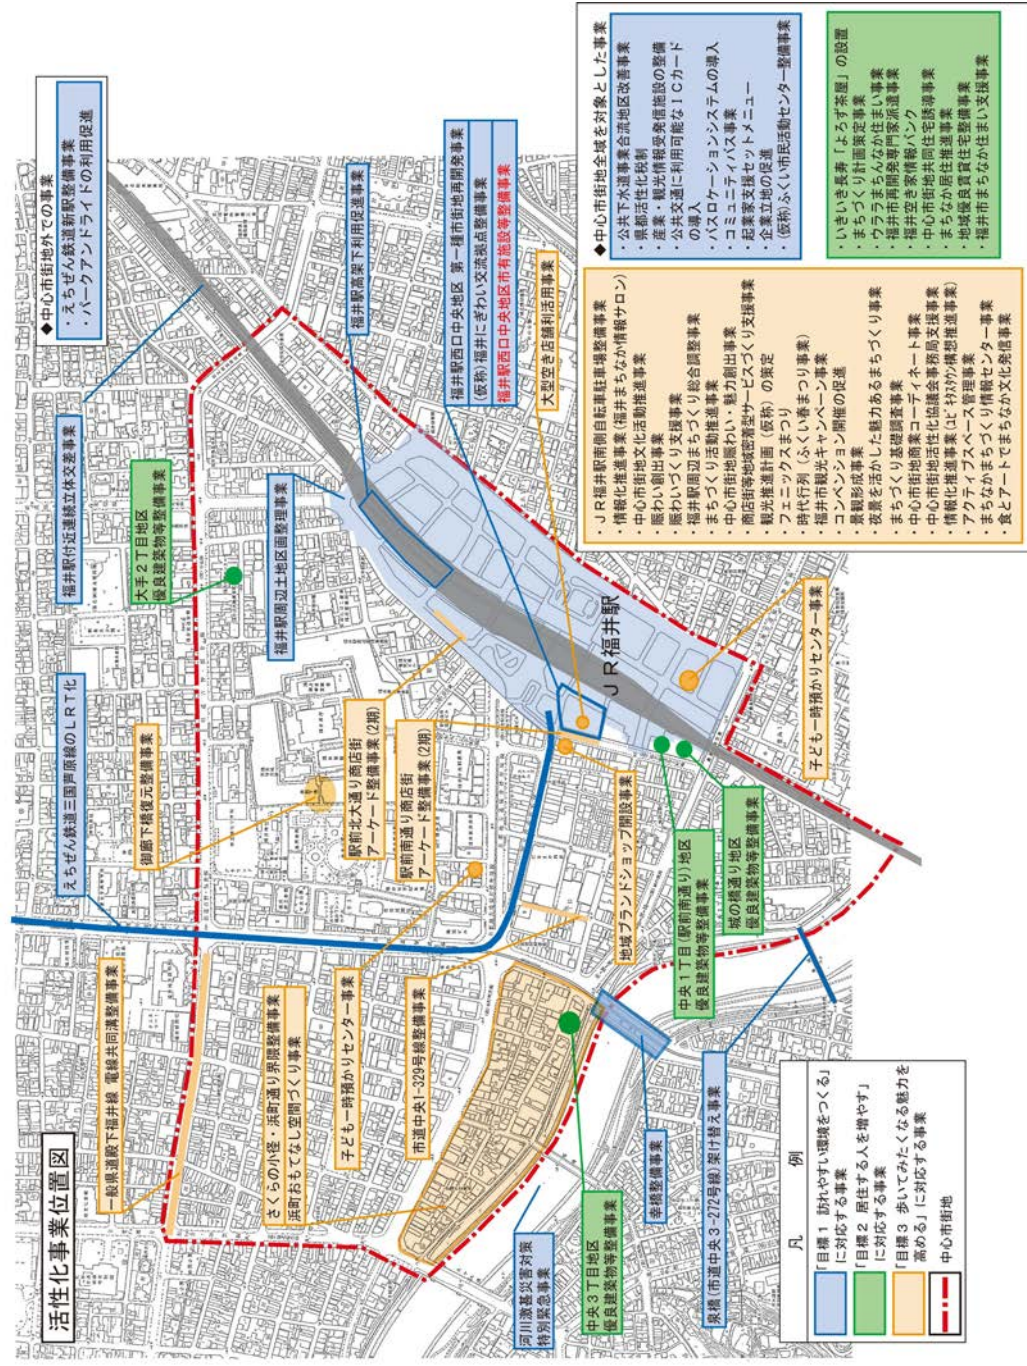 活性化事業位置図
◆中心市街地外での事業
・えちぜん鉄道新駅整備事業
・パークアンドライドの利用促進
一般県道殿下福井線 電線共同溝整備事業
えちぜん鉄道三国芦原線のLRT化
福井駅付近連続立体交差事業
大手2丁目地区
優良建築物等整備事業
福井駅周辺土地区画整理事業
御廊下橋復元整備事業
さくらの小径・浜町通り界隈整備事業
浜町おもてなし空間づくり事業
子ども一時預かりセンター事業
市道中央1-329号線整備事業
駅前北大通り商店街
アーケード整備事業(2期)
駅前南通り商店街
アーケード整備事業(2期)
福井駅高架下利用促進事業
福井駅西口中央地区 第一種市街地再開発事業
(仮称)福井にぎわい交流拠点整備事業
福井駅西口中央地区市有施設等整備事業
大型空き店舗利活用事業
JR福井駅
河川激甚災害対策
特別緊急事業
中央3丁目地区
優良建築物等整備事業
幸橋整備事業
泉橋(市道中央3-272号線)架け替え事業
地域ブランドショップ開設事業
中央1丁目(駅前南通り)地区
優良建築物等整備事業
城の橋通り地区
優良建築物等整備事業
子ども一時預かりセンター事業
凡 例
「目標1 訪れやすい環境をつくる」
に対応する事業
「目標2 居住する人を増やす」
に対応する事業
「目標3 歩いてみたくなる魅力を
高める」に対応する事業
中心市街地
◆中心市街地全域を対象とした事業
・公共下水道事業合流地区改善事業
・県都活性化税制
・産業・観光情報受発信施設の整備
・公共交通に利用可能なICカード
の導入
・バスロケーションシステムの導入
・コミュニティバス事業
・起業家支援セットメニュー
・企業立地の促進
・(仮称)ふくい市民活動センター整備事業
・いきいき長寿「よろず茶屋」の設置
・まちづくり計画策定事業
・ウララまちんなか住まい事業
・福井市再開発専門家派遣事業
・福井空き家情報バンク
・中心市街地共同住宅誘導事業
・まちなか居住推進事業
・地域優良賃貸住宅整備事業
・福井市まちなか住まい支援事業
・JR福井駅南側自転車駐車場整備事業
・情報化推進事業(福井まちなか情報サロン)
・中心市街地文化活動推進事業
・賑わい創出事業
・賑わいづくり支援事業
・福井駅周辺まちづくり総合調整事業
・まちづくり活動推進事業
・中心市街地賑わい・魅力創出事業
・商店街等地域密着型サービスづくり支援事業
・観光推進計画(仮称)の策定
・フェニックスまつり
・時代行列(ふくい春まつり事業)
・福井市観光キャンペーン事業
・コンベンション開催の促進
・景観形成事業
・夜景を活かした魅力あるまちづくり事業
・まちづくり基礎調査事業
・中心市街地商業コーディネート事業
・中心市街地活性化協議会事務局支援事業
・情報化推進事業(ユビキタスタウン構想推進事業)
・アクティブスペース管理事業
・まちなかまちづくり情報センター事業
・食とアートでまちなか文化発信事業